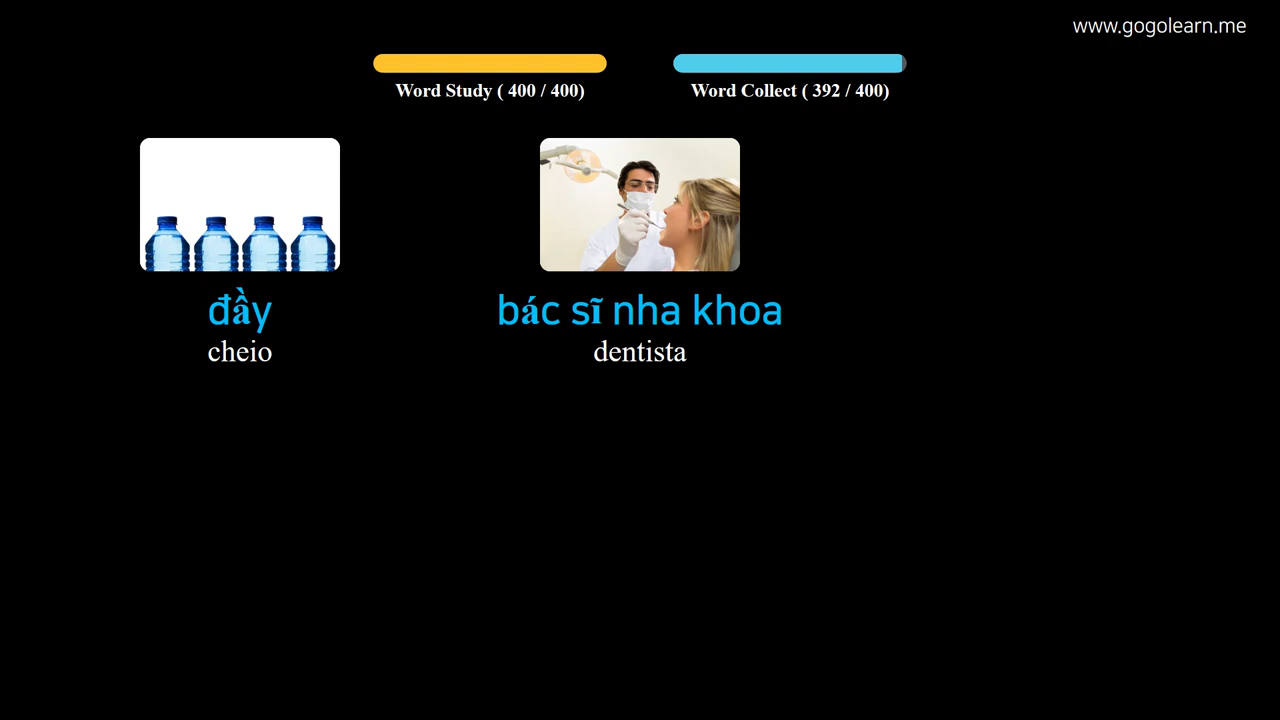 www.gogolearn.me
Word Study ( 400 / 400)
Word Collect ( 392 / 400)
đầy
cheio
bác sĩ nha khoa
dentista